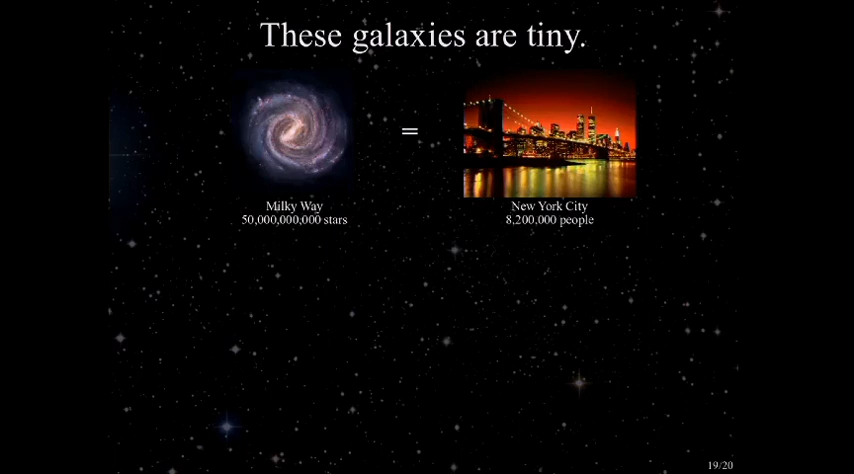 These galaxies are tiny.
=
Milky Way
50,000,000,000 stars
New York City
8,200,000 people
19/20